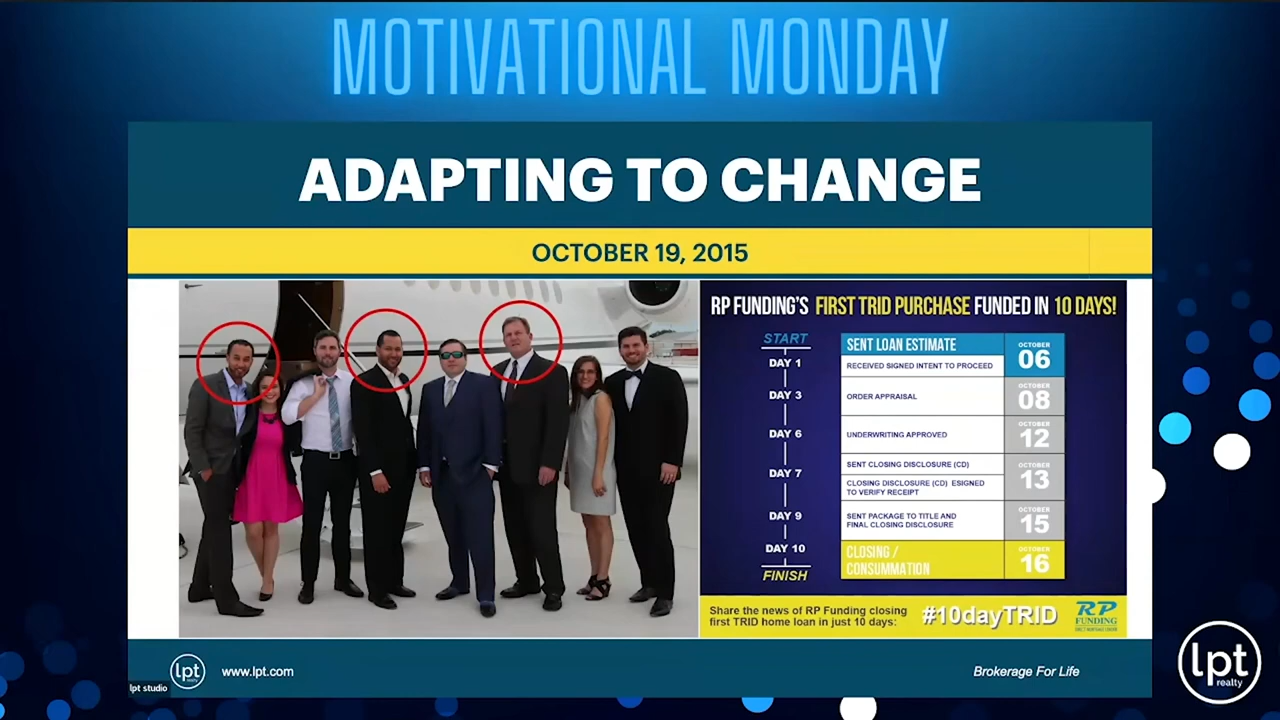 MOTIVATIONAL MONDAY
ADAPTING TO CHANGE
OCTOBER 19, 2015
RP FUNDING'S FIRST TRID PURCHASE FUNDED IN 10 DAYS!
START
SENT LOAN ESTIMATE
OCTOBER
06
DAY 1
RECEIVED SIGNED INTENT TO PROCEED
DAY 3
ORDER APPRAISAL
OCTOBER
08
DAY 6
UNDERWRITING APPROVED
OCTOBER
12
DAY 7
SENT CLOSING DISCLOSURE (CD)
OCTOBER
13
CLOSING DISCLOSURE (CD) ESIGNED
TO VERIFY RECEIPT
DAY 9
SENT PACKAGE TO TITLE AND
FINAL CLOSING DISCLOSURE
OCTOBER
15
DAY 10
CLOSING /
CONSUMMATION
OCTOBER
16
FINISH
Share the news of RP Funding closing
first TRID home loan in just 10 days:
#10dayTRID
RP
FUNDING
lpt
realty
www.lpt.com
Brokerage For Life
lpt studio
lpt
realty